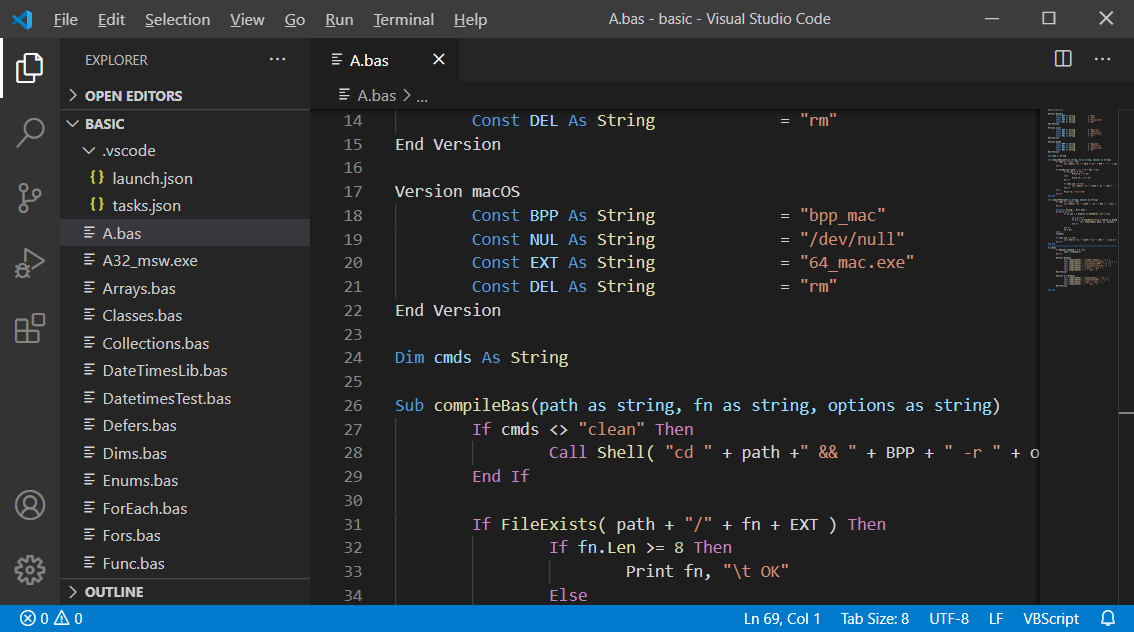 File Edit Selection View Go Run Terminal Help A.bas - basic - Visual Studio Code
EXPLORER
OPEN EDITORS
BASIC
.vscode
launch.json
tasks.json
A.bas
A32_msw.exe
Arrays.bas
Classes.bas
Collections.bas
DateTimesLib.bas
DatetimesTest.bas
Defers.bas
Dims.bas
Enums.bas
ForEach.bas
Fors.bas
Func.bas
OUTLINE
A.bas
A.bas > ...
14 Const DEL As String = "rm"
15 End Version
16
17 Version macOS
18 Const BPP As String = "bpp_mac"
19 Const NUL As String = "/dev/null"
20 Const EXT As String = "64_mac.exe"
21 Const DEL As String = "rm"
22 End Version
23
24 Dim cmds As String
25
26 Sub compileBas(path as string, fn as string, options as string)
27 If cmds <> "clean" Then
28 Call Shell( "cd " + path +" && " + BPP + " -r " + o
29 End If
30
31 If FileExists( path + "/" + fn + EXT ) Then
32 If fn.Len >= 8 Then
33 Print fn, "\t OK"
34 Else
0 0 Ln 69, Col 1 Tab Size: 8 UTF-8 LF VBScript